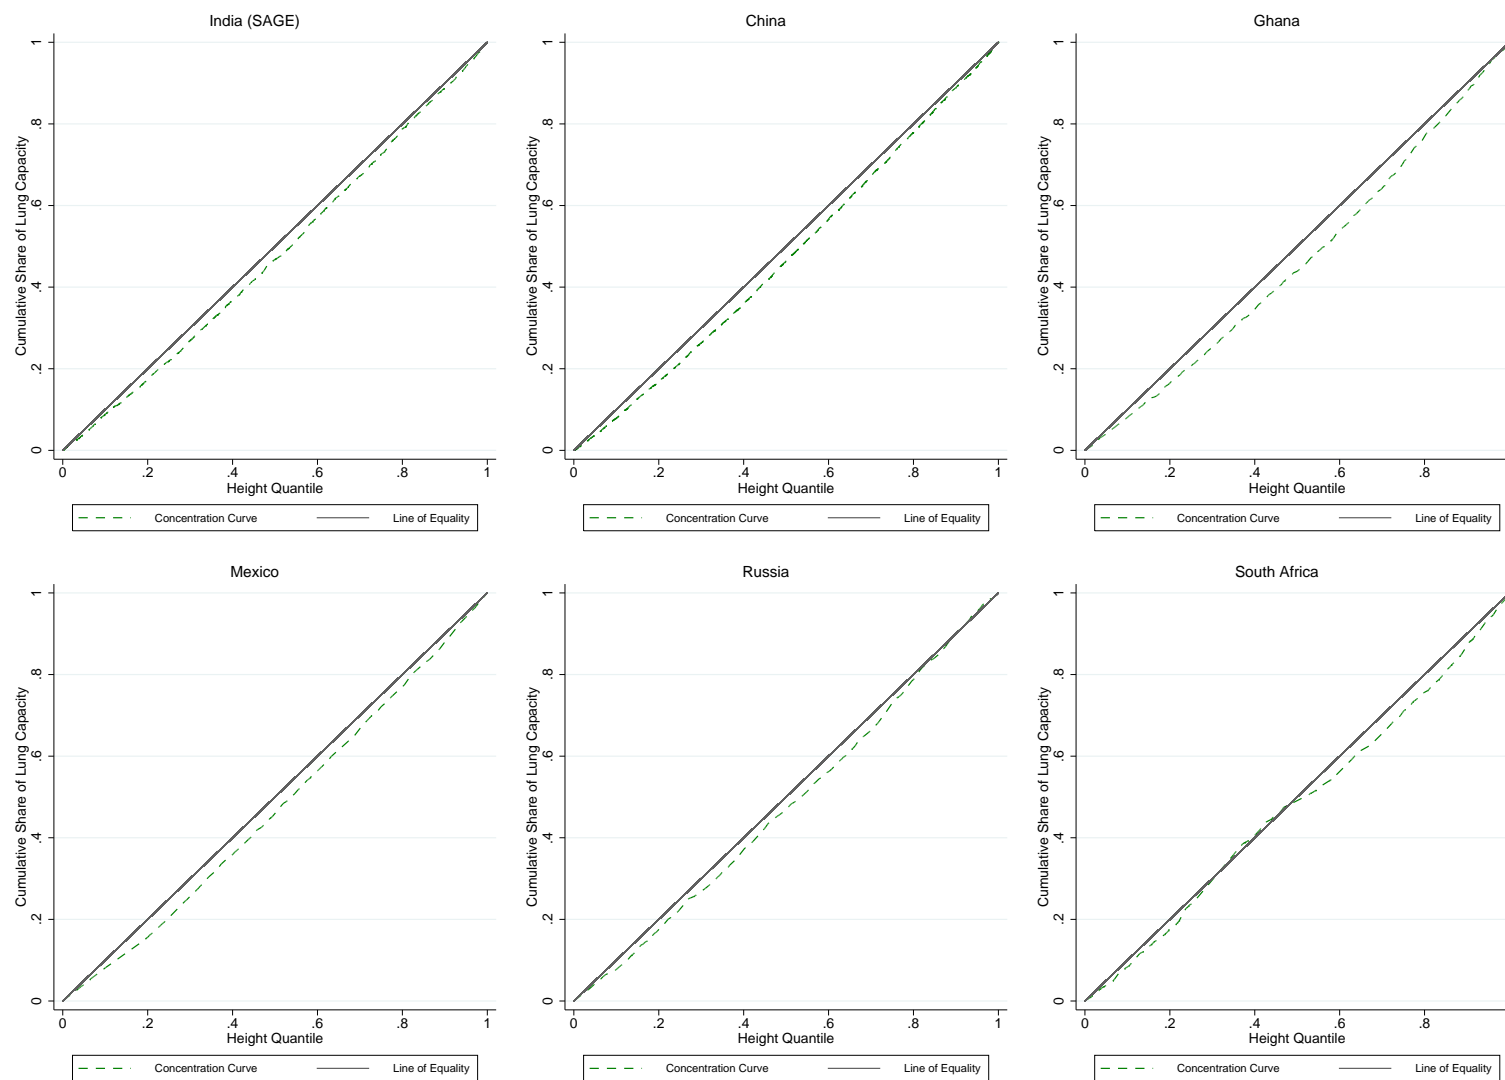 India (SAGE)
Cumulative Share of Lung Capacity
1
.8
.6
.4
.2
0
0 .2 .4 .6 .8 1
Height Quantile
Concentration Curve Line of Equality
China
Cumulative Share of Lung Capacity
1
.8
.6
.4
.2
0
0 .2 .4 .6 .8 1
Height Quantile
Concentration Curve Line of Equality
Ghana
Cumulative Share of Lung Capacity
1
.8
.6
.4
.2
0
0 .2 .4 .6 .8
Height Quantile
Concentration Curve Line of Equality
Mexico
Cumulative Share of Lung Capacity
1
.8
.6
.4
.2
0
0 .2 .4 .6 .8 1
Height Quantile
Concentration Curve Line of Equality
Russia
Cumulative Share of Lung Capacity
1
.8
.6
.4
.2
0
0 .2 .4 .6 .8 1
Height Quantile
Concentration Curve Line of Equality
South Africa
Cumulative Share of Lung Capacity
1
.8
.6
.4
.2
0
0 .2 .4 .6 .8
Height Quantile
Concentration Curve Line of Equality